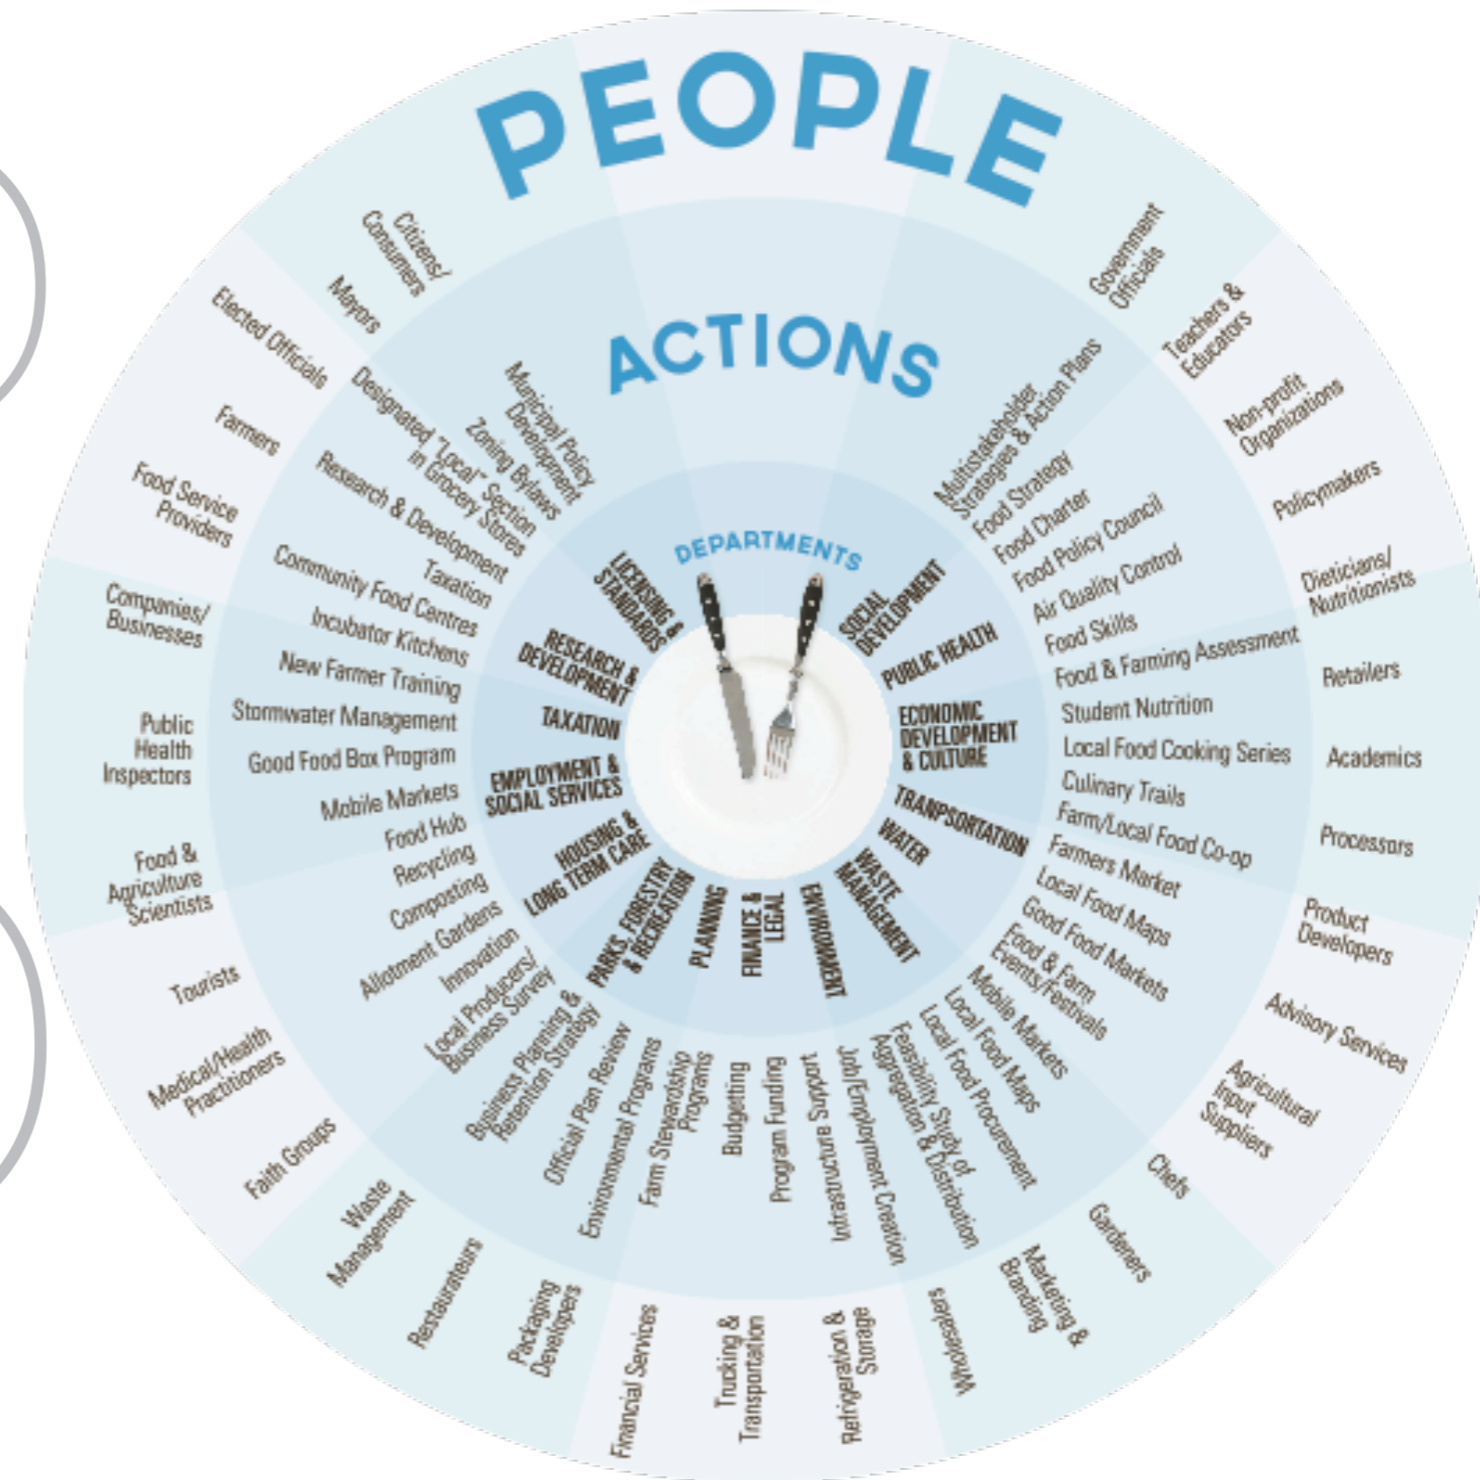 PEOPLE
Government
Officials
Teachers &
Educators
Non-profit
Organizations
Policymakers
Dieticians/
Nutritionists
Retailers
Academics
Processors
Product
Developers
Advisory Services
Agricultural
Input
Suppliers
Chefs
Gardeners
Marketing &
Branding
Wholesalers
Refrigeration &
Storage
Trucking &
Transportation
Financial Services
Packaging
Developers
Restaurateurs
Waste
Management
Faith Groups
Medical/Health
Practitioners
Tourists
Food &
Agriculture
Scientists
Public
Health
Inspectors
Companies/
Businesses
Food Service
Providers
Farmers
Elected Officials
Mayors
Citizens/
Consumers
ACTIONS
Multistakeholder
Strategies & Action Plans
Food Strategy
Food Charter
Food Policy Council
Air Quality Control
Food Skills
Food & Farming Assessment
Student Nutrition
Local Food Cooking Series
Culinary Trails
Farm/Local Food Co-op
Farmers Market
Local Food Maps
Good Food Markets
Food & Farm
Events/Festivals
Mobile Markets
Local Food Maps
Local Food Procurement
Feasibility Study of
Aggregation & Distribution
Job/Employment Creation
Infrastructure Support
Program Funding
Budgetting
Farm Stewardship
Programs
Environmental Programs
Official Plan Review
Business Planning &
Retention Strategy
Local Producers/
Business Survey
Innovation
Allotment Gardens
Composting
Recycling
Food Hub
Mobile Markets
Good Food Box Program
Stormwater Management
New Farmer Training
Incubator Kitchens
Community Food Centres
Taxation
Research & Development
Designated "Local" Section
in Grocery Stores
Zoning Bylaws
Municipal Policy
Development
DEPARTMENTS
SOCIAL
DEVELOPMENT
PUBLIC HEALTH
ECONOMIC
DEVELOPMENT
& CULTURE
TRANPSORTATION
WATER
WASTE
MANAGEMENT
ENVIRONMENT
FINANCE &
LEGAL
PLANNING
PARKS, FORESTRY
& RECREATION
HOUSING &
LONG TERM CARE
EMPLOYMENT &
SOCIAL SERVICES
TAXATION
RESEARCH &
DEVELOPMENT
LICENSING &
STANDARDS